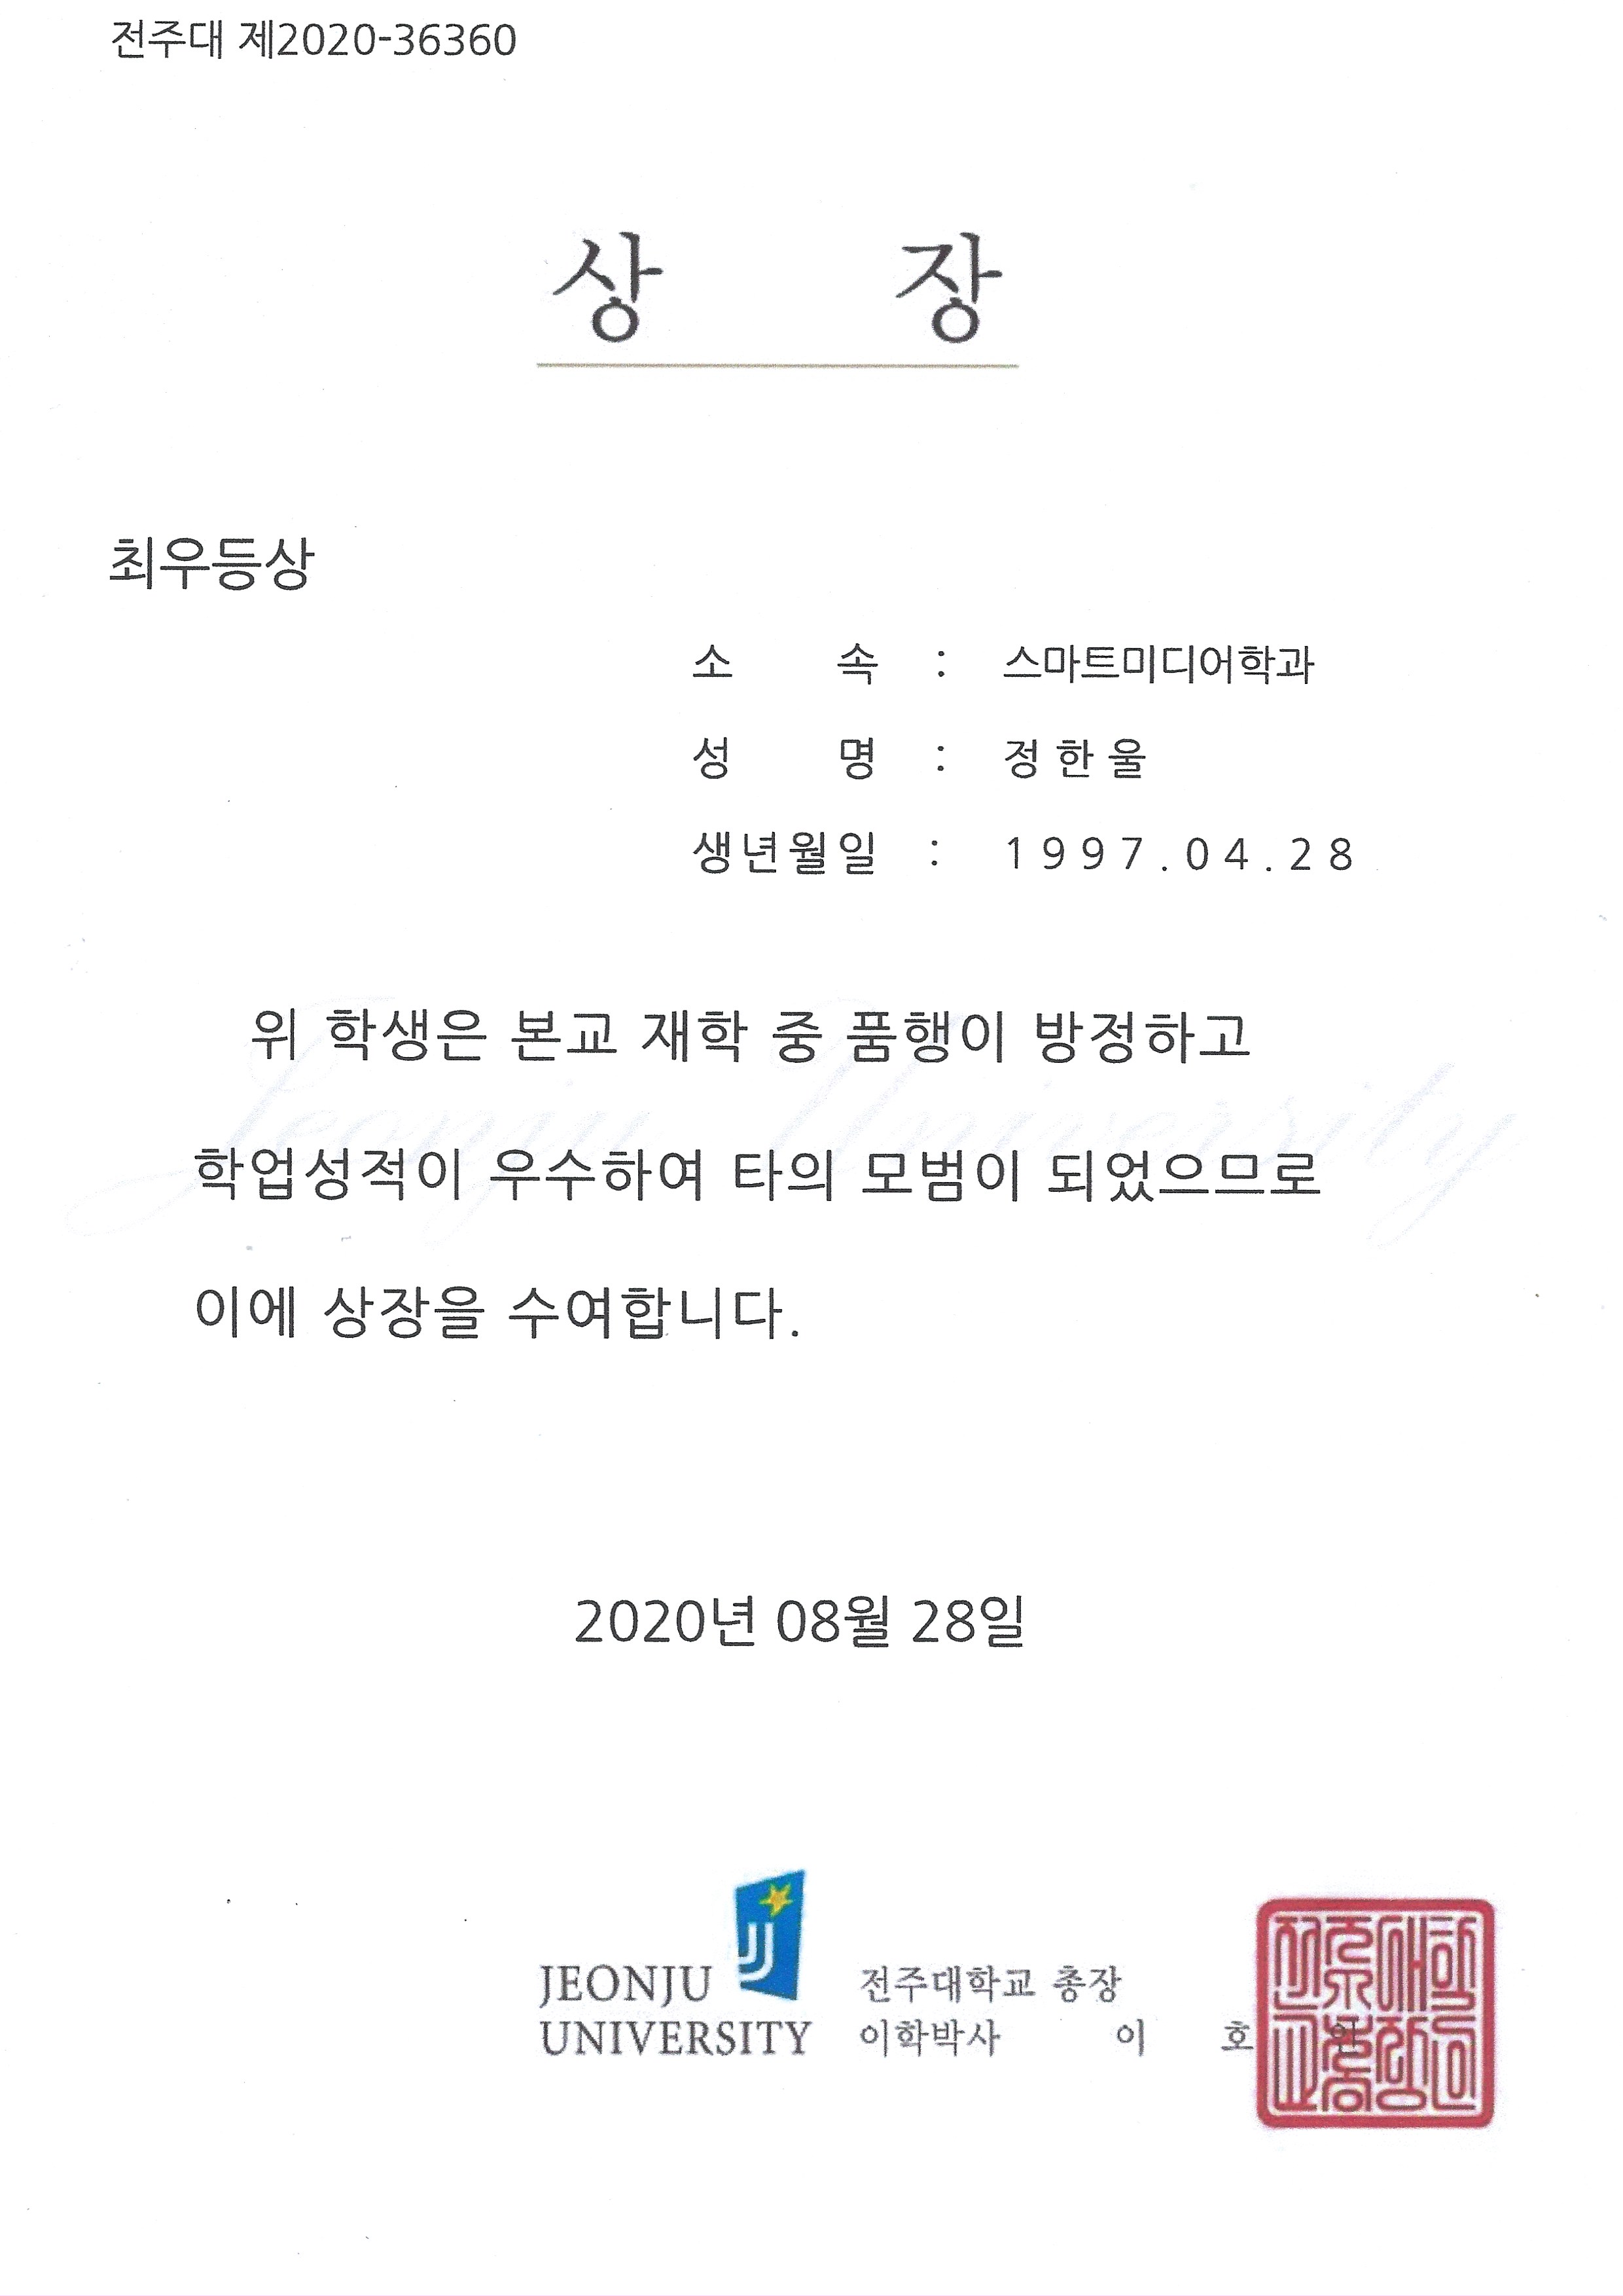 전주대 제2020-36360
상 장
최우등상
소 속 : 스마트미디어학과
성 명 : 정한울
생년월일 : 1997.04.28
위 학생은 본교 재학 중 품행이 방정하고
학업성적이 우수하여 타의 모범이 되었으므로
이에 상장을 수여합니다.
Jeonju University
2020년 08월 28일
JEONJU
UNIVERSITY
JJ
전주대학교 총장
이학박사 이 호 인
전주대학
교총장인